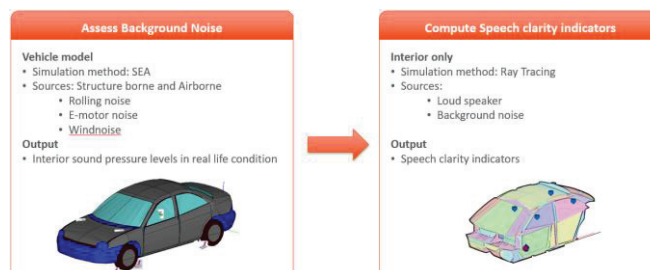 Assess Background Noise
Vehicle model
• Simulation method: SEA
• Sources: Structure borne and Airborne
• Rolling noise
• E-motor noise
• Windnoise
Output
• Interior sound pressure levels in real life condition
Compute Speech clarity indicators
Interior only
• Simulation method: Ray Tracing
• Sources:
• Loud speaker
• Background noise
Output
• Speech clarity indicators